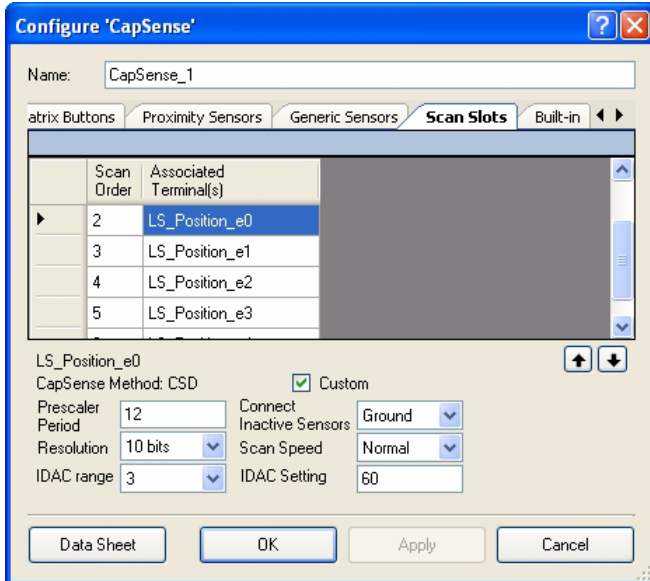 Configure 'CapSense'
Name: CapSense_1
atrix Buttons Proximity Sensors Generic Sensors Scan Slots Built-in
Scan Order Associated Terminal(s)
2 LS_Position_e0
3 LS_Position_e1
4 LS_Position_e2
5 LS_Position_e3
LS_Position_e0
CapSense Method: CSD Custom
Prescaler Period 12 Connect Inactive Sensors Ground
Resolution 10 bits Scan Speed Normal
IDAC range 3 IDAC Setting 60
Data Sheet OK Apply Cancel